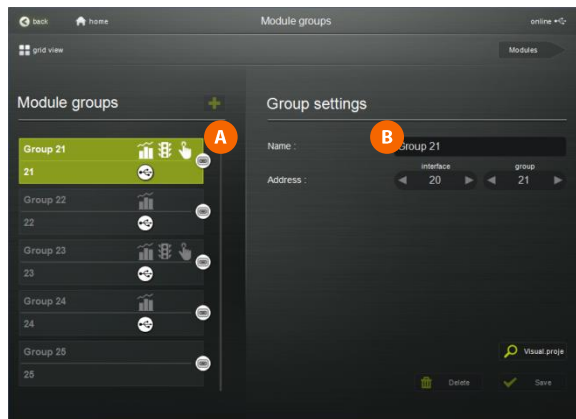 back home Module groups online
grid view Modules
Module groups Group settings
A B
Group 21 Name : Group 21
21 interface group
Address : 20 21
Group 22
22
Group 23
23
Group 24
24
Group 25 Visual.proje
25
Delete Save